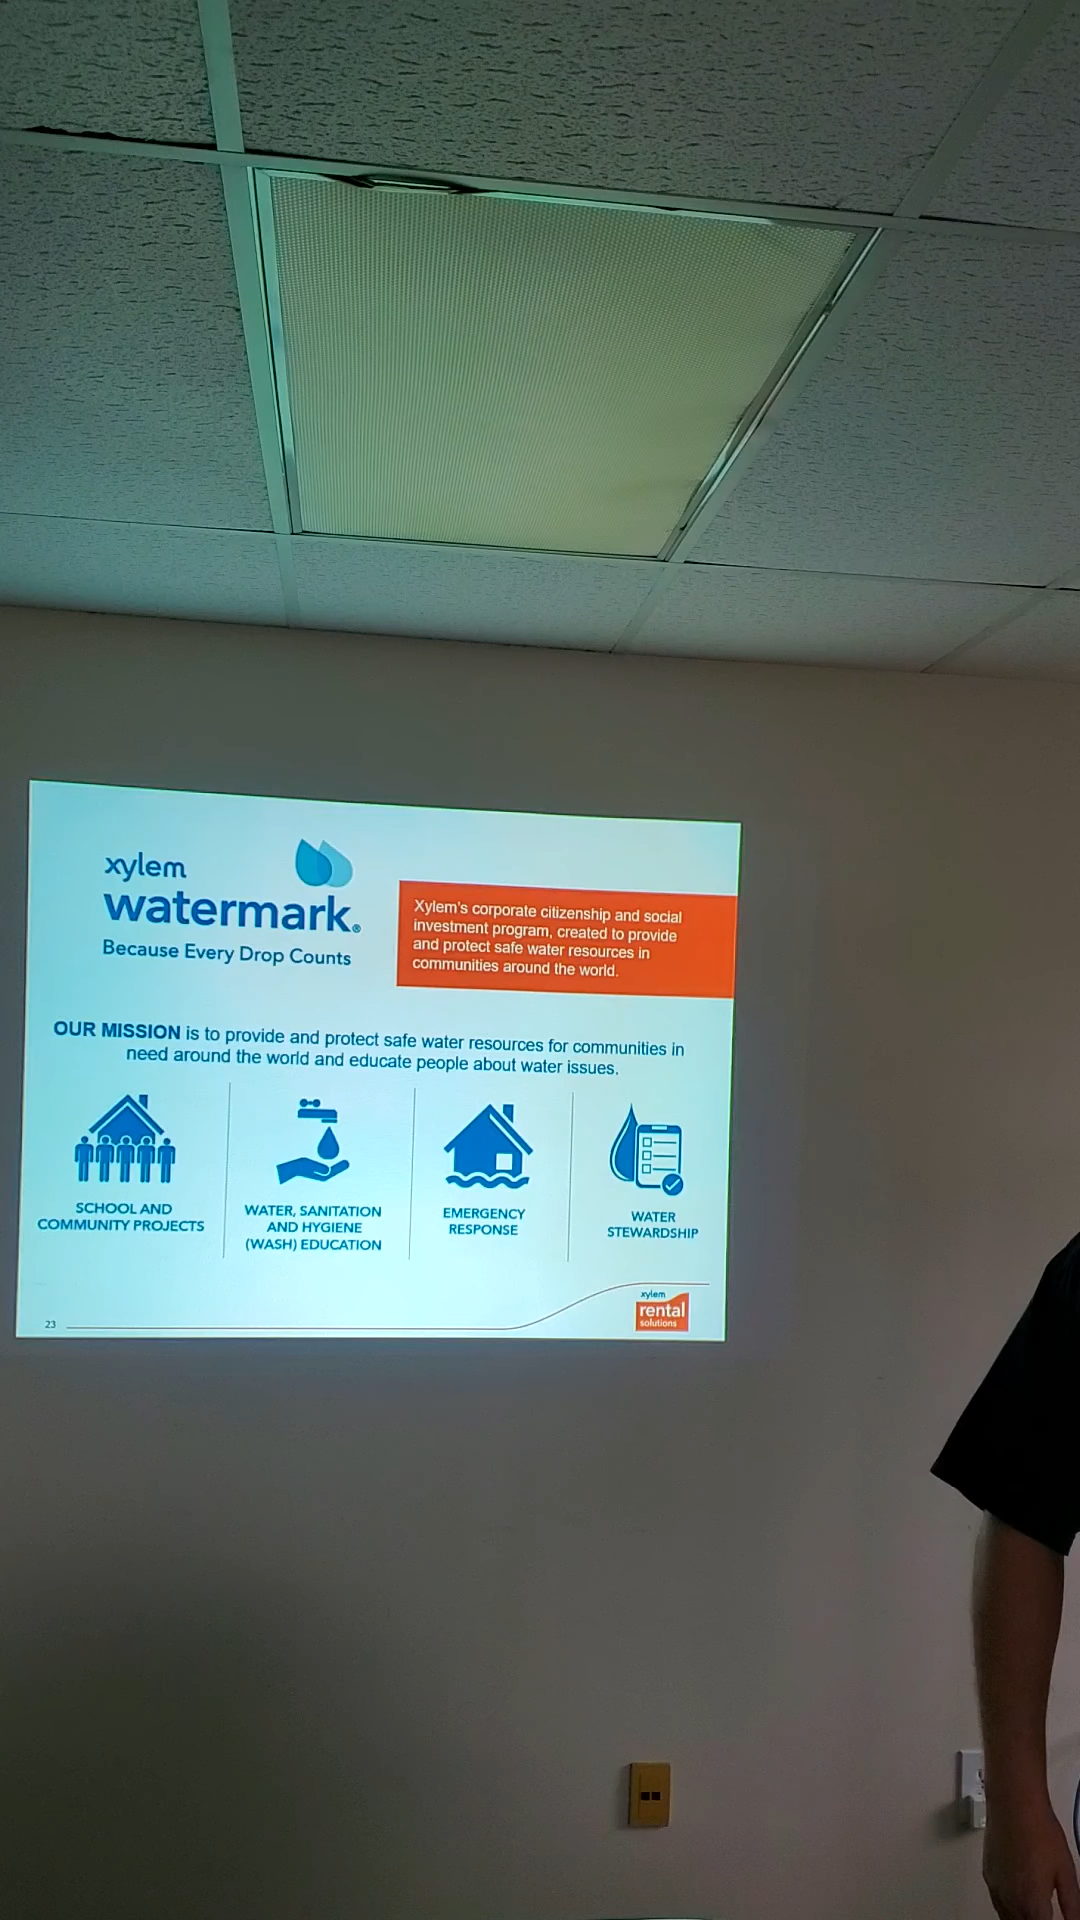 xylem
watermark®
Because Every Drop Counts
Xylem's corporate citizenship and social
investment program, created to provide
and protect safe water resources in
communities around the world.
OUR MISSION is to provide and protect safe water resources for communities in
need around the world and educate people about water issues.
SCHOOL AND
COMMUNITY PROJECTS
WATER, SANITATION
AND HYGIENE
(WASH) EDUCATION
EMERGENCY
RESPONSE
WATER
STEWARDSHIP
23
xylem
rental
solutions